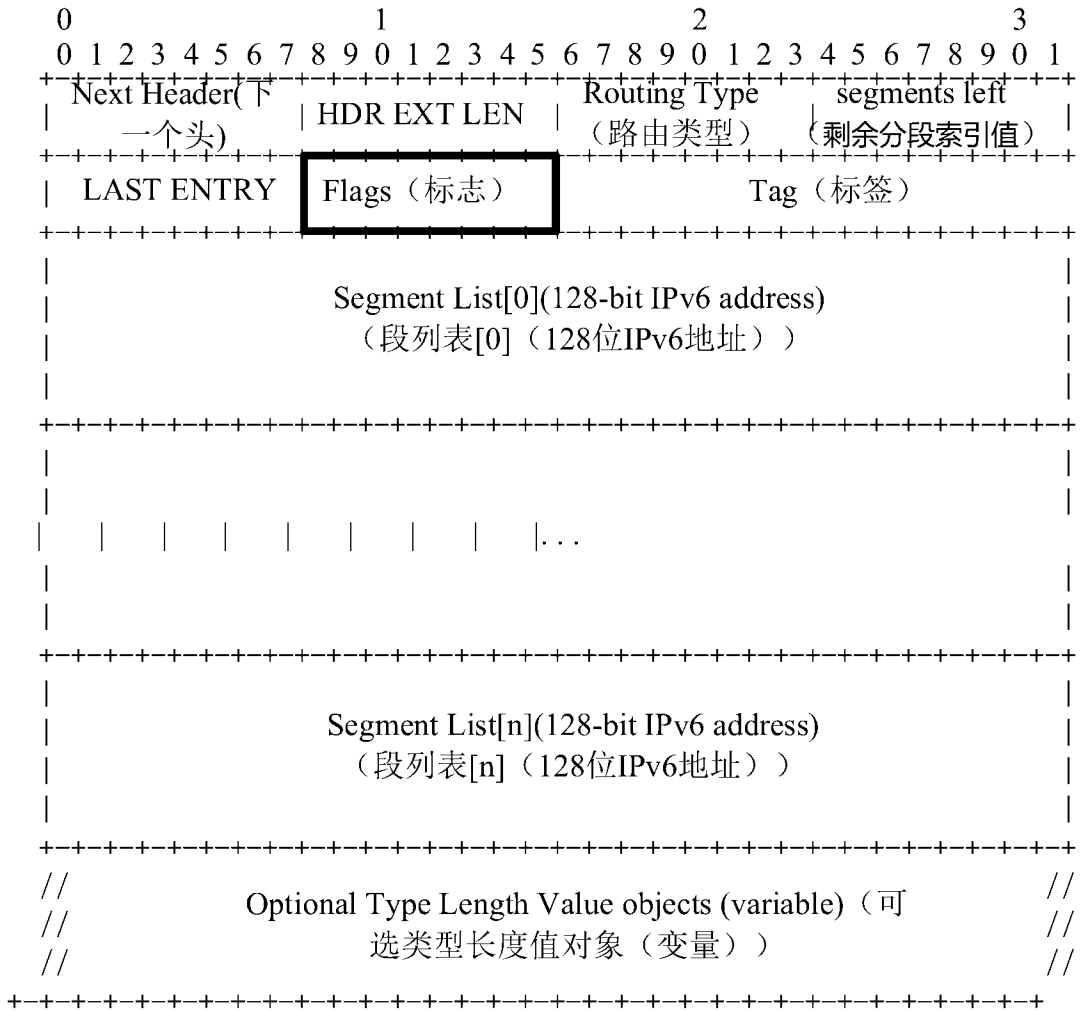 0 1 2 3
0 1 2 3 4 5 6 7 8 9 0 1 2 3 4 5 6 7 8 9 0 1 2 3 0 4 5 6 7 8 9 0 1
Next Header(下
一个头)
HDR EXT LEN
Routing Type
（路由类型）
segments left
（剩余分段索引值）
LAST ENTRY
Flags（标志）
Tag（标签）
Segment List[0](128-bit IPv6 address)
（段列表[0]（128位IPv6地址））
...
Segment List[n](128-bit IPv6 address)
（段列表[n]（128位IPv6地址））
Optional Type Length Value objects (variable)（可
选类型长度值对象（变量））